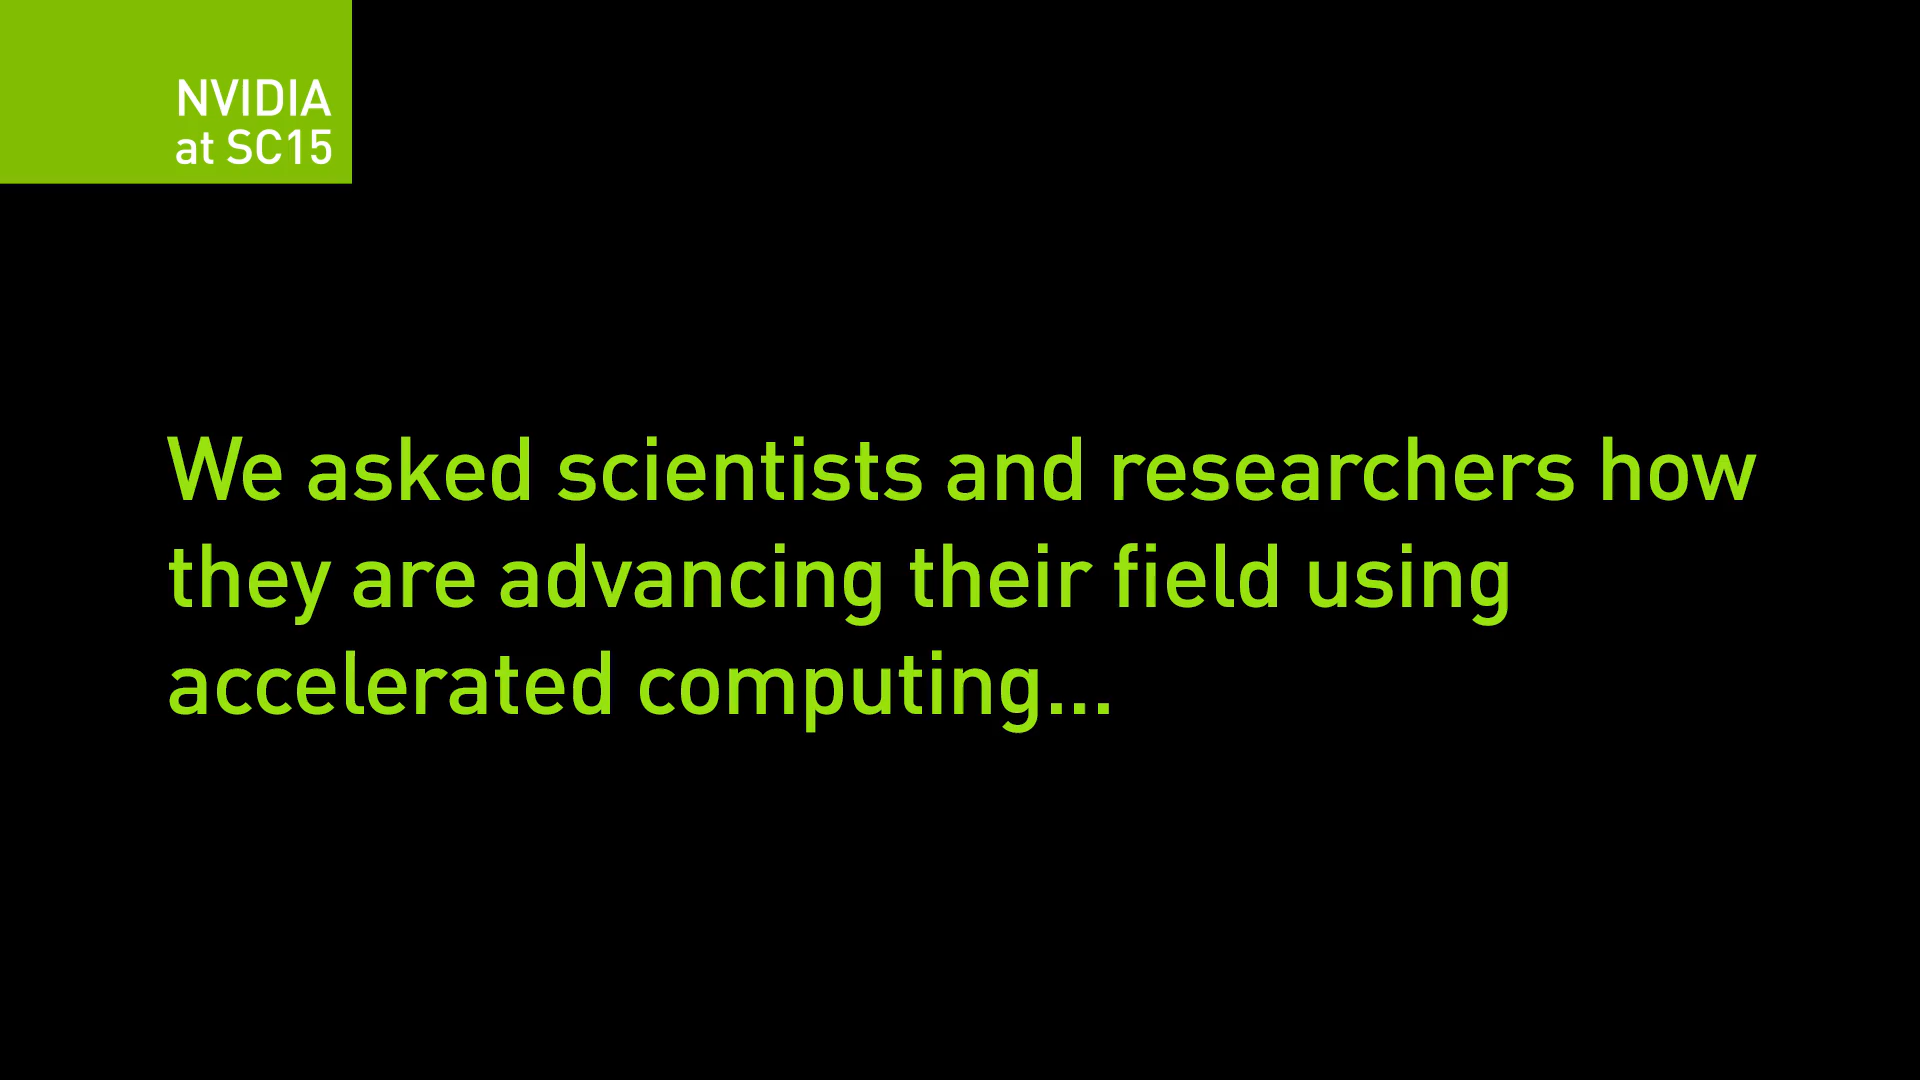 NVIDIA
at SC15
We asked scientists and researchers how
they are advancing their field using
accelerated computing...